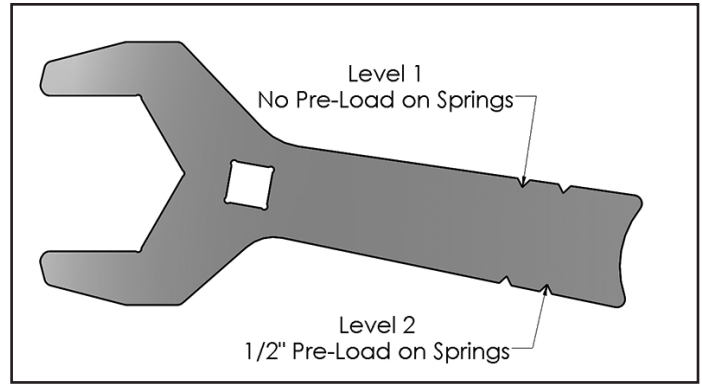 Level 1
No Pre-Load on Springs
Level 2
1/2" Pre-Load on Springs